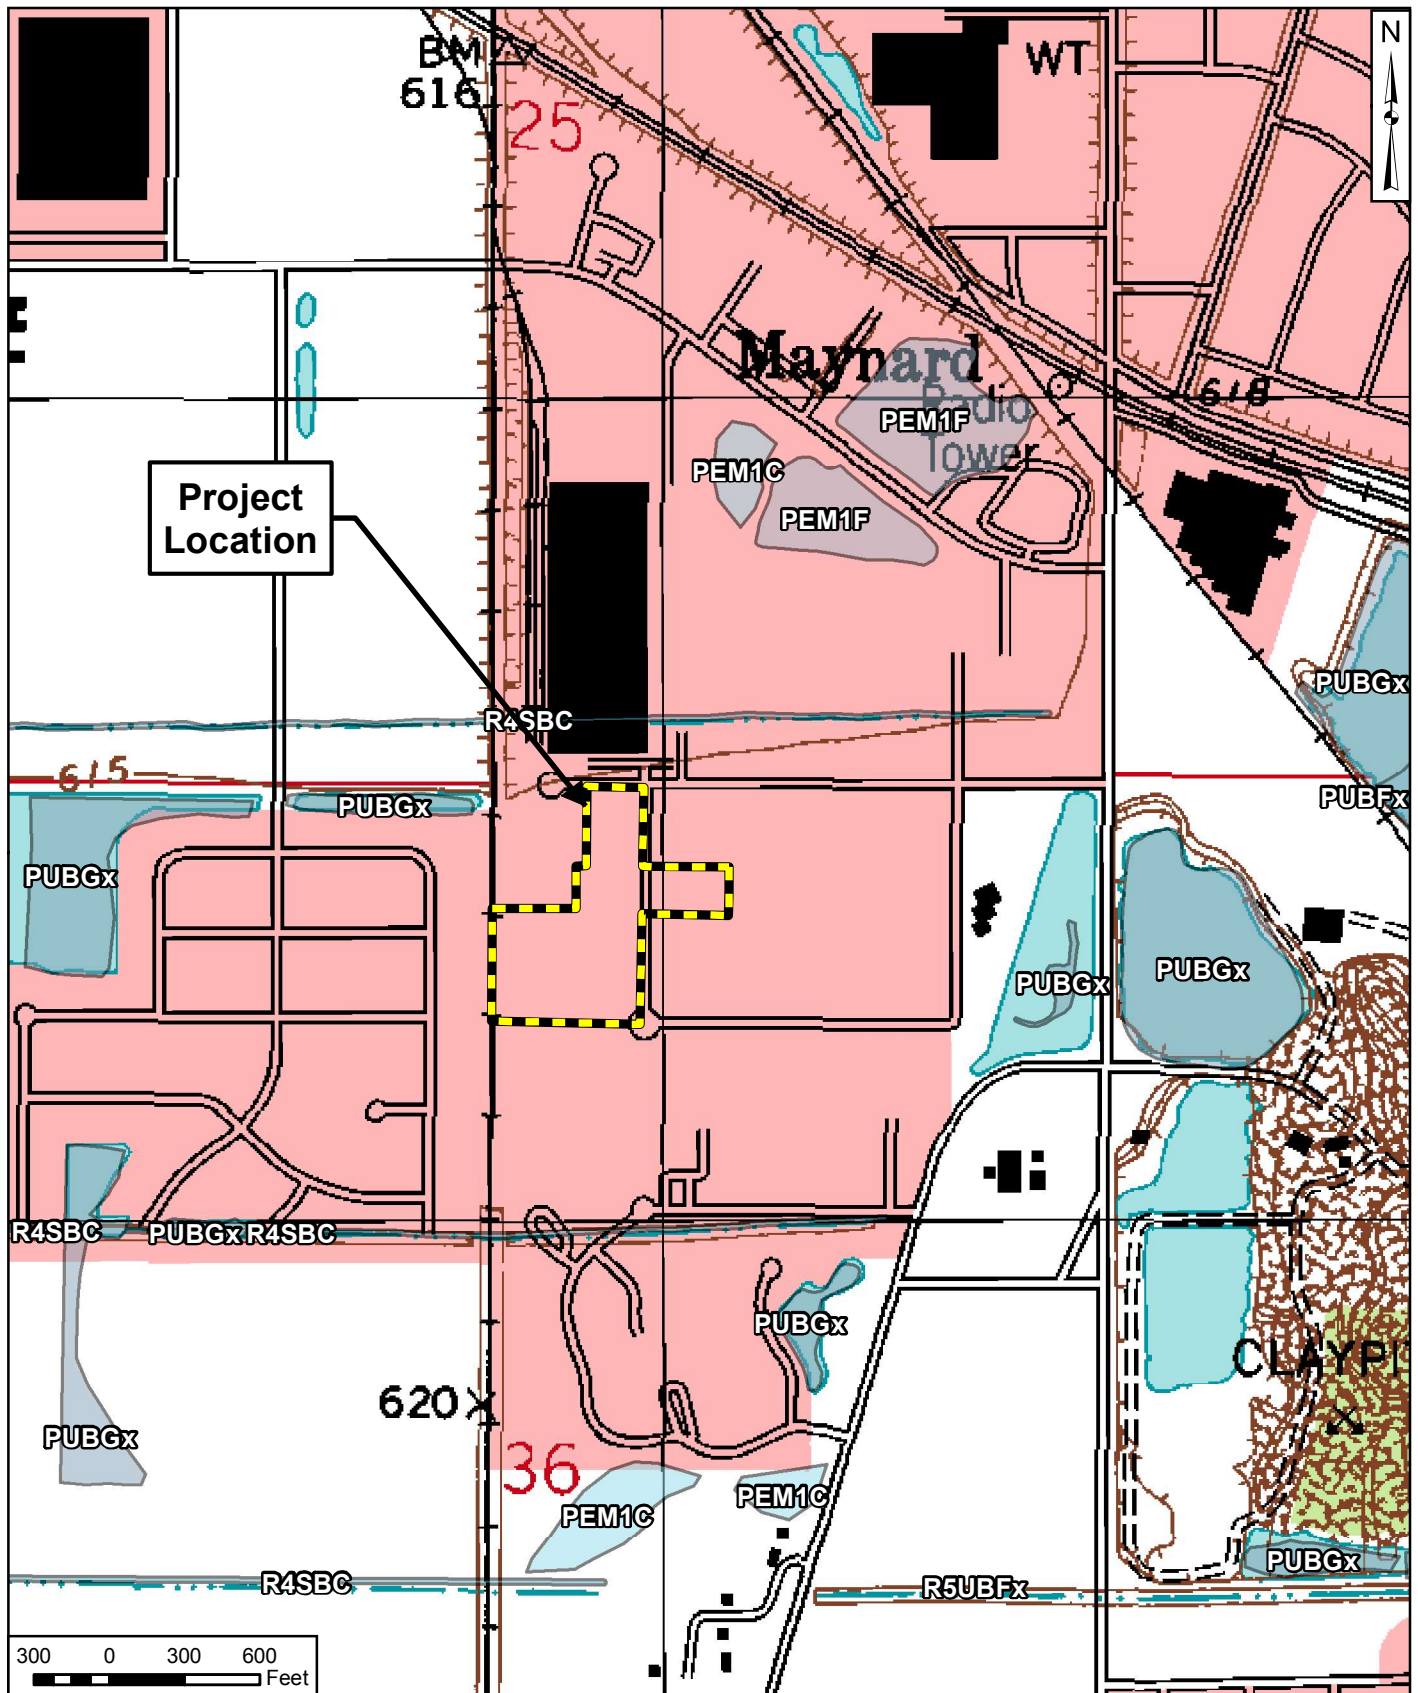 N
BM
616
25
WT
Maynard
Radio
Tower
618
PEM1F
PEM1C
PEM1F
Project
Location
PUBGx
R4SBC
615
PUBGx
PUBFx
PUBGx
PUBGx
PUBGx
R4SBC
PUBGx
R4SBC
PUBGx
CLAYPI
620
PUBGx
36
PEM1C
PEM1C
PUBGx
R4SBC
R5UBFx
300 0 300 600
Feet